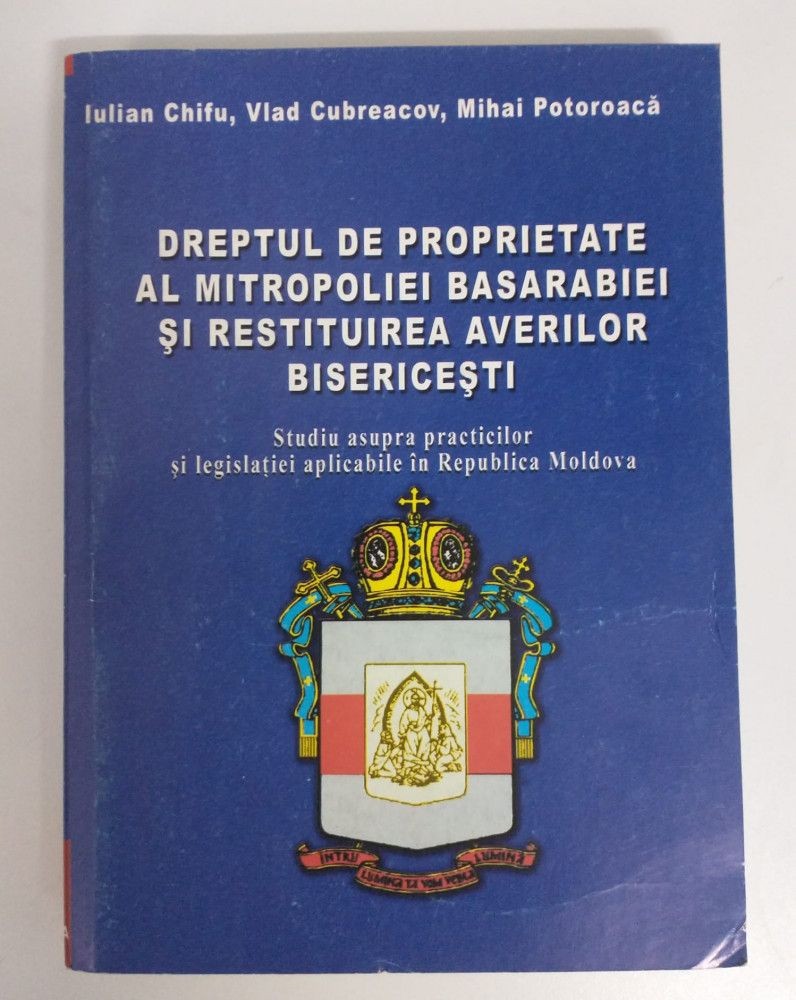 Iulian Chifu, Vlad Cubreacov, Mihai Potoroacă
DREPTUL DE PROPRIETATE
AL MITROPOLIEI BASARABIEI
ŞI RESTITUIREA AVERILOR
BISERICEŞTI
Studiu asupra practicilor
şi legislaţiei aplicabile în Republica Moldova
ÎNTRU